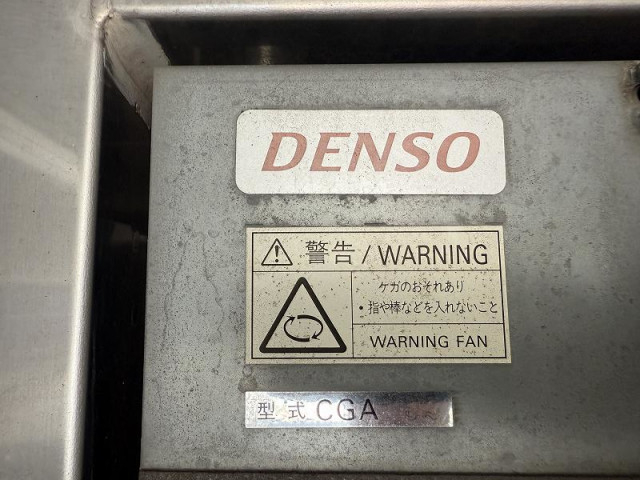 DENSO
警告 / WARNING
ケガのおそれあり
・指や棒などを入れないこと
WARNING FAN
型式 CGA